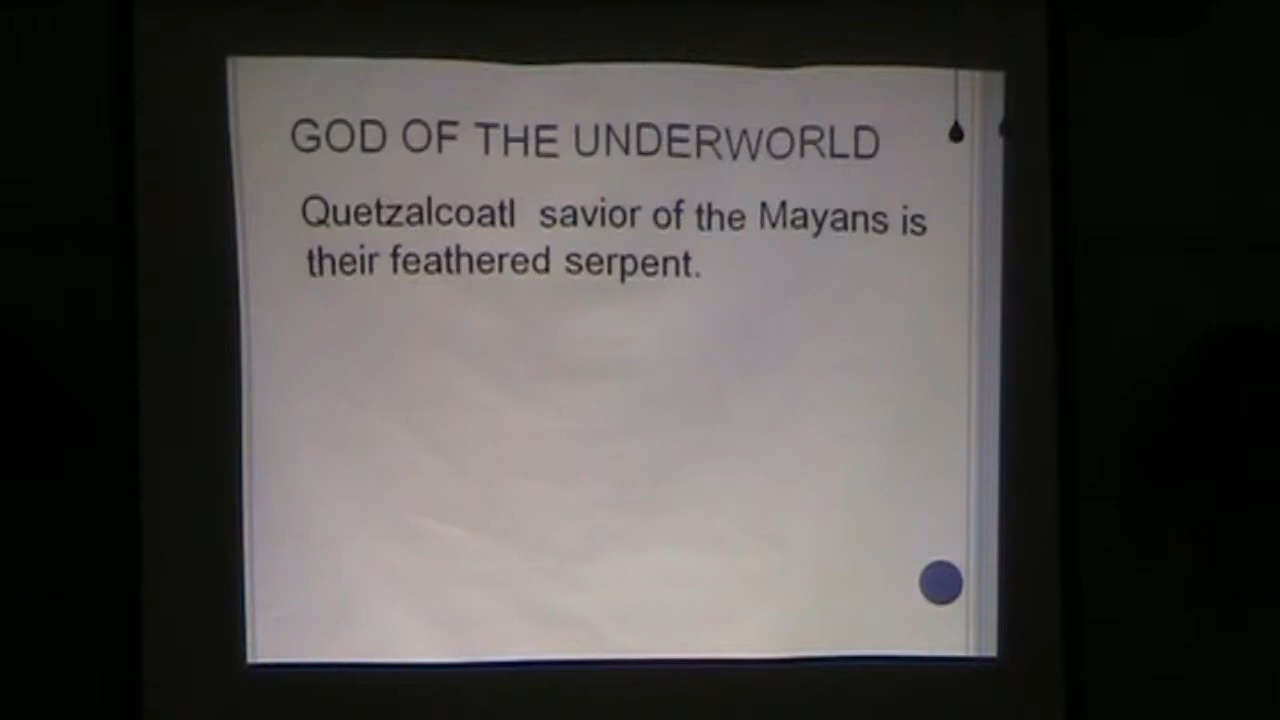 GOD OF THE UNDERWORLD
Quetzalcoatl savior of the Mayans is
their feathered serpent.